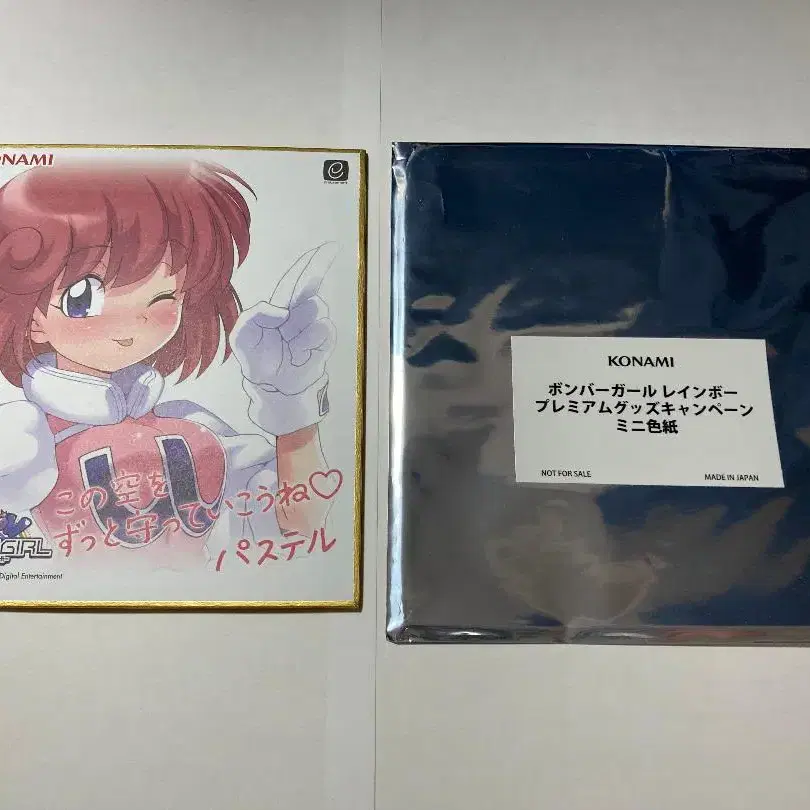 ONAMI
この空を
ずっと守っていこうね♡
パステル
GIRL
Digital Entertainment
KONAMI
ボンバーガール レインボー
プレミアムグッズキャンペーン
ミニ色紙
NOT FOR SALE
MADE IN JAPAN